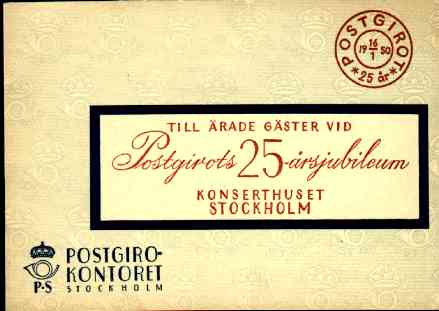 POSTGIROT
19 16/1 50
*25 år*
TILL ÄRADE GÄSTER VID
Postgirots 25-årsjubileum
KONSERTHUSET
STOCKHOLM
POSTGIRO-
KONTORET
P·S STOCKHOLM